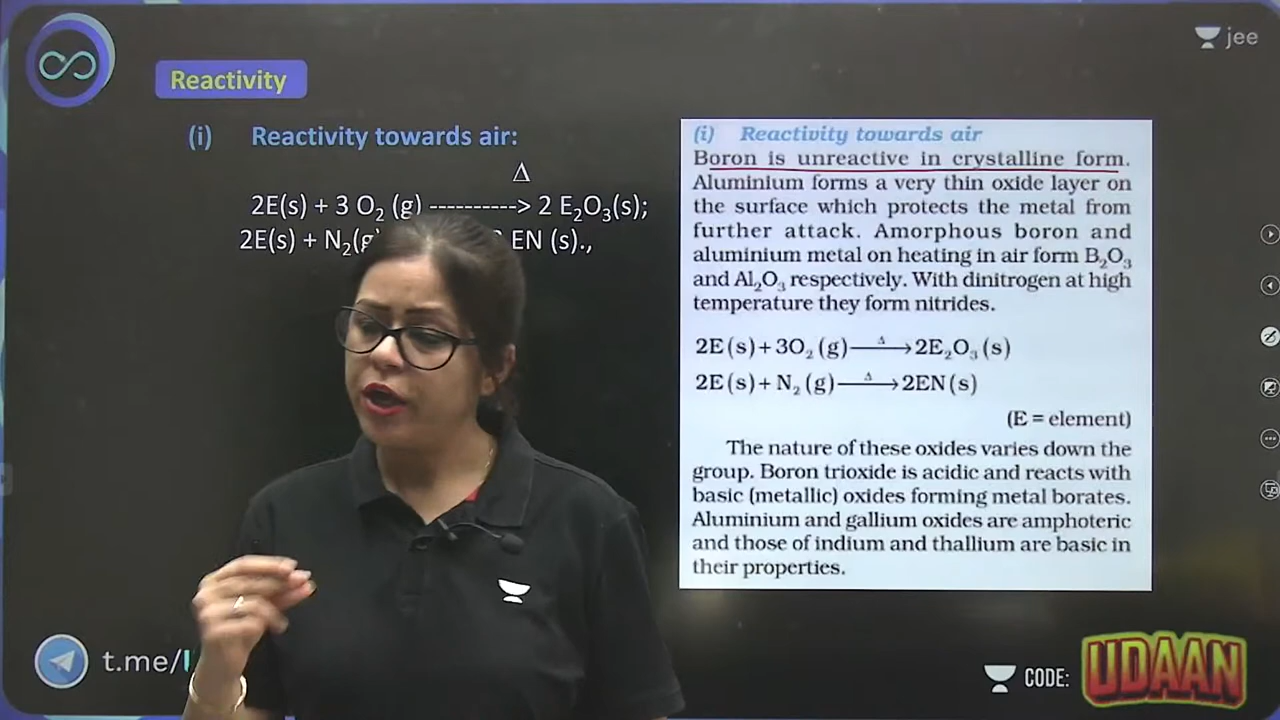 jee
Reactivity
(i) Reactivity towards air:
Δ
2E(s) + 3 O₂ (g) ----------> 2 E₂O₃(s);
2E(s) + N₂(g EN (s).,
(i) Reactivity towards air
Boron is unreactive in crystalline form.
Aluminium forms a very thin oxide layer on
the surface which protects the metal from
further attack. Amorphous boron and
aluminium metal on heating in air form B₂O₃
and Al₂O₃ respectively. With dinitrogen at high
temperature they form nitrides.
2E(s)+3O₂(g) —Δ→ 2E₂O₃(s)
2E(s)+N₂(g) —Δ→ 2EN(s)
(E = element)
The nature of these oxides varies down the
group. Boron trioxide is acidic and reacts with
basic (metallic) oxides forming metal borates.
Aluminium and gallium oxides are amphoteric
and those of indium and thallium are basic in
their properties.
t.me/
CODE: UDAAN